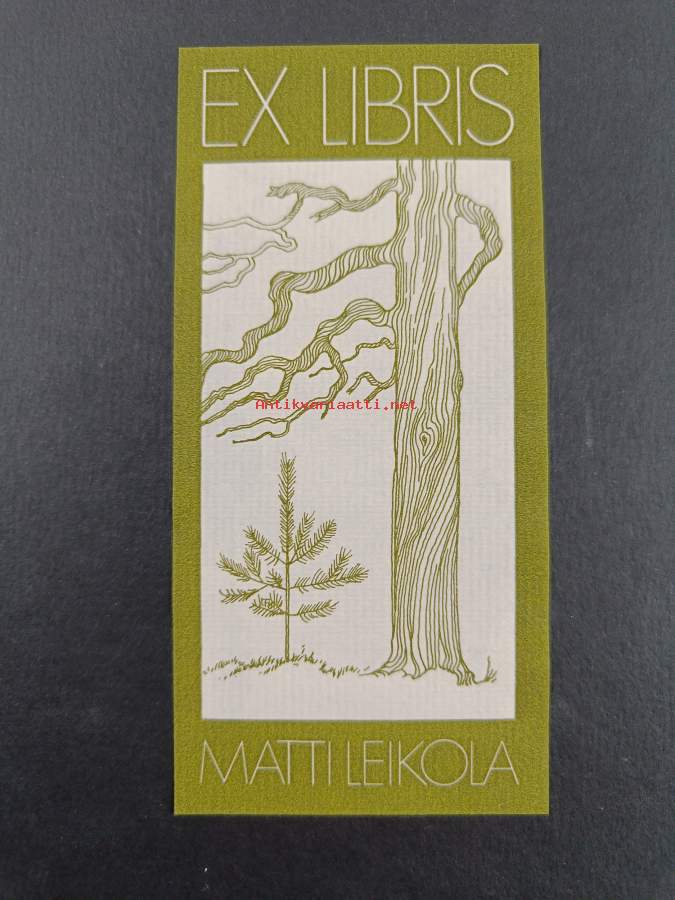 EX LIBRIS
Antikvariaatti.net
MATTI LEIKOLA